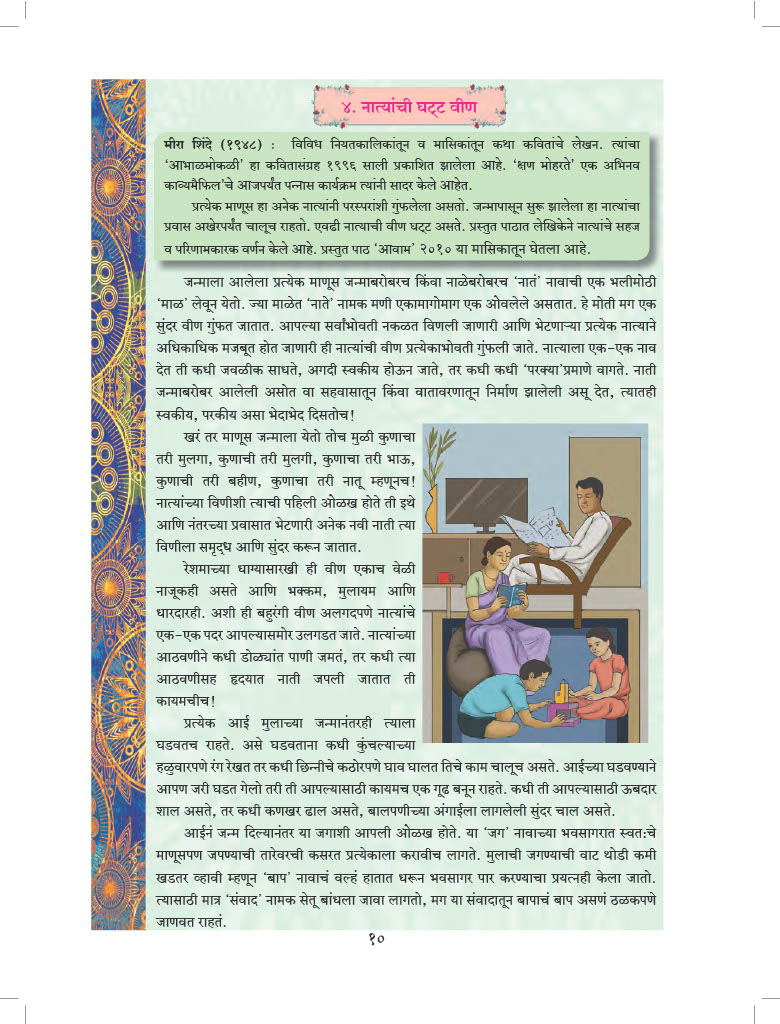 ४. नात्यांची घट्ट वीण
मीरा शिंदे (१९४८) : विविध नियतकालिकांतून व मासिकांतून कथा कवितांचे लेखन. त्यांचा
‘आभाळमोकळी’ हा कवितासंग्रह १९९६ साली प्रकाशित झालेला आहे. ‘क्षण मोहरते’ एक अभिनव
काव्यमैफिल’चे आजपर्यंत पन्नास कार्यक्रम त्यांनी सादर केले आहेत.
प्रत्येक माणूस हा अनेक नात्यांनी परस्परांशी गुंफलेला असतो. जन्मापासून सुरू झालेला हा नात्यांचा
प्रवास अखेरपर्यंत चालूच राहतो. एवढी नात्याची वीण घट्ट असते. प्रस्तुत पाठात लेखिकेने नात्यांचे सहज
व परिणामकारक वर्णन केले आहे. प्रस्तुत पाठ ‘आवाम’ २०१० या मासिकातून घेतला आहे.
जन्माला आलेला प्रत्येक माणूस जन्माबरोबरच किंवा नाळेबरोबरच ‘नातं’ नावाची एक भलीमोठी
‘माळ’ लेवून येतो. ज्या माळेत ‘नाते’ नामक मणी एकामागोमाग एक ओवलेले असतात. हे मोती मग एक
सुंदर वीण गुंफत जातात. आपल्या सर्वांभोवती नकळत विणली जाणारी आणि भेटणाऱ्या प्रत्येक नात्याने
अधिकाधिक मजबूत होत जाणारी ही नात्यांची वीण प्रत्येकाभोवती गुंफली जाते. नात्याला एक-एक नाव
देत ती कधी जवळीक साधते, अगदी स्वकीय होऊन जाते, तर कधी कधी ‘परक्या’प्रमाणे वागते. नाती
जन्माबरोबर आलेली असोत वा सहवासातून किंवा वातावरणातून निर्माण झालेली असू देत, त्यातही
स्वकीय, परकीय असा भेदाभेद दिसतोच!
खरं तर माणूस जन्माला येतो तोच मुळी कुणाचा
तरी मुलगा, कुणाची तरी मुलगी, कुणाचा तरी भाऊ,
कुणाची तरी बहीण, कुणाचा तरी नातू म्हणूनच!
नात्यांच्या विणीशी त्याची पहिली ओळख होते ती इथे
आणि नंतरच्या प्रवासात भेटणारी अनेक नवी नाती त्या
विणीला समृद्ध आणि सुंदर करून जातात.
रेशमाच्या धाग्यासारखी ही वीण एकाच वेळी
नाजूकही असते आणि भक्कम, मुलायम आणि
धारदारही. अशी ही बहुरंगी वीण अलगदपणे नात्यांचे
एक-एक पदर आपल्यासमोर उलगडत जाते. नात्यांच्या
आठवणीने कधी डोळ्यांत पाणी जमतं, तर कधी त्या
आठवणीसह हृदयात नाती जपली जातात ती
कायमचीच!
प्रत्येक आई मुलाच्या जन्मानंतरही त्याला
घडवतच राहते. असे घडवताना कधी कुंचल्याच्या
हळुवारपणे रंग रेखत तर कधी छिन्नीचे कठोरपणे घाव घालत तिचे काम चालूच असते. आईच्या घडवण्याने
आपण जरी घडत गेलो तरी ती आपल्यासाठी कायमच एक गूढ बनून राहते. कधी ती आपल्यासाठी ऊबदार
शाल असते, तर कधी कणखर ढाल असते, बालपणीच्या अंगाईला लागलेली सुंदर चाल असते.
आईनं जन्म दिल्यानंतर या जगाशी आपली ओळख होते. या ‘जग’ नावाच्या भवसागरात स्वत:चे
माणूसपण जपण्याची तारेवरची कसरत प्रत्येकाला करावीच लागते. मुलाची जगण्याची वाट थोडी कमी
खडतर व्हावी म्हणून ‘बाप’ नावाचं वल्हं हातात धरून भवसागर पार करण्याचा प्रयत्नही केला जातो.
त्यासाठी मात्र ‘संवाद’ नामक सेतू बांधला जावा लागतो, मग या संवादातून बापाचं बाप असणं ठळकपणे
जाणवत राहतं.
१०